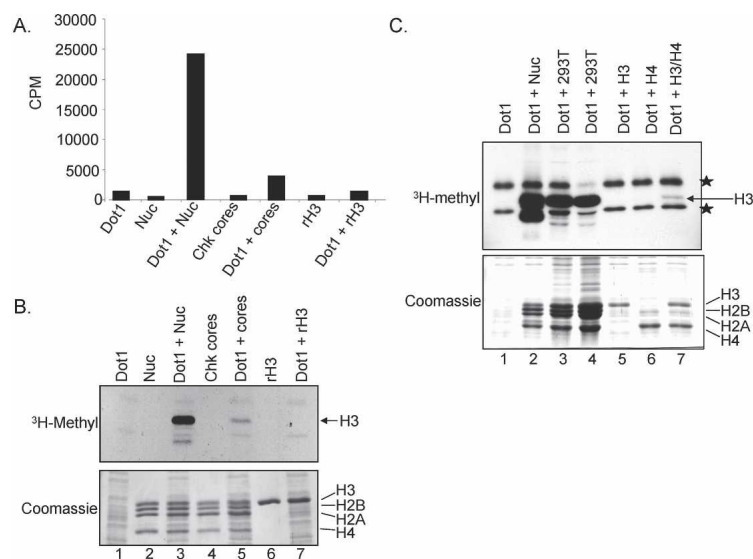 A.
30000
25000
20000
15000
10000
5000
0
CPM
Dot1
Nuc
Dot1 + Nuc
Chk cores
Dot1 + cores
rH3
Dot1 + rH3
B.
Dot1
Nuc
Dot1 + Nuc
Chk cores
Dot1 + cores
rH3
Dot1 + rH3
³H-Methyl
H3
Coomassie
H3
H2B
H2A
H4
1 2 3 4 5 6 7
C.
Dot1
Dot1 + Nuc
Dot1 + 293T
Dot1 + 293T
Dot1 + H3
Dot1 + H4
Dot1 + H3/H4
³H-methyl
H3
Coomassie
H3
H2B
H2A
H4
1 2 3 4 5 6 7